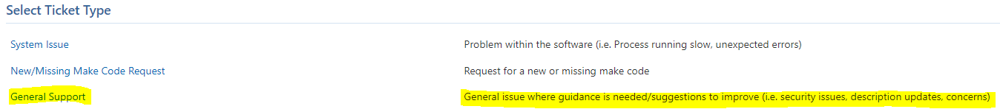 Select Ticket Type
System Issue Problem within the software (i.e. Process running slow, unexpected errors)
New/Missing Make Code Request Request for a new or missing make code
General Support General issue where guidance is needed/suggestions to improve (i.e. security issues, description updates, concerns)